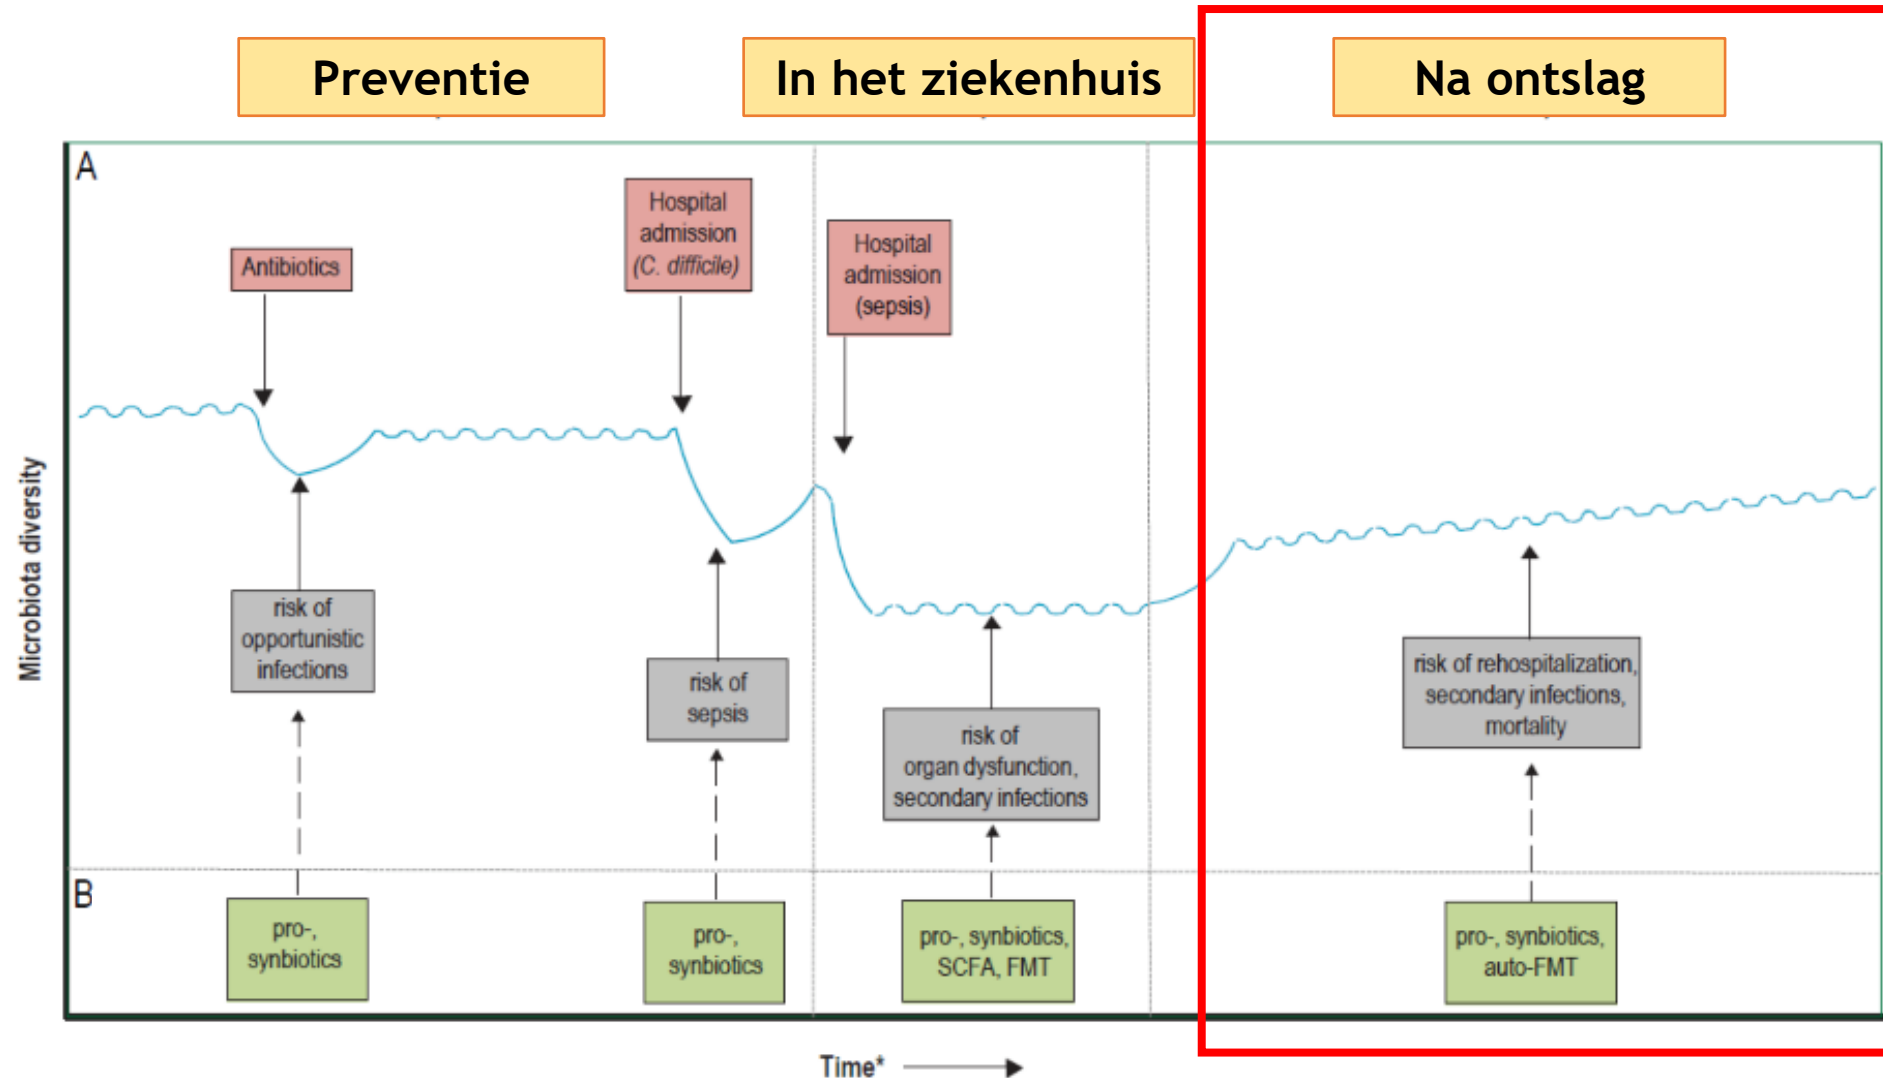 Preventie
In het ziekenhuis
Na ontslag
A
Antibiotics
Hospital
admission
(C. difficile)
Hospital
admission
(sepsis)
Microbiota diversity
risk of
opportunistic
infections
risk of
sepsis
risk of
organ dysfunction,
secondary infections
risk of rehospitalization,
secondary infections,
mortality
B
pro-,
synbiotics
pro-,
synbiotics
pro-, synbiotics,
SCFA, FMT
pro-, synbiotics,
auto-FMT
Time*